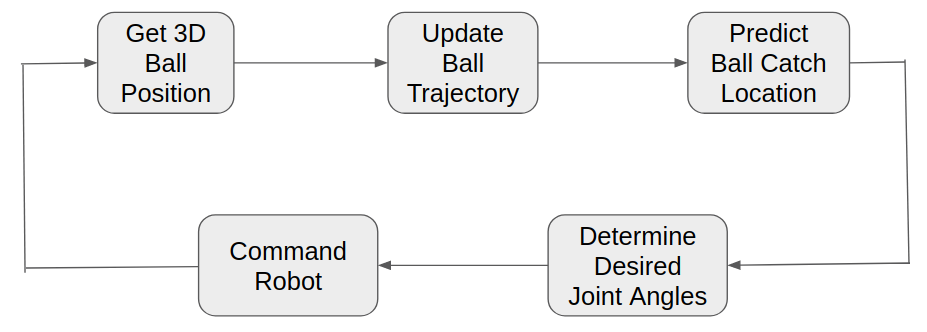 Get 3D
Ball
Position
Update
Ball
Trajectory
Predict
Ball Catch
Location
Command
Robot
Determine
Desired
Joint Angles